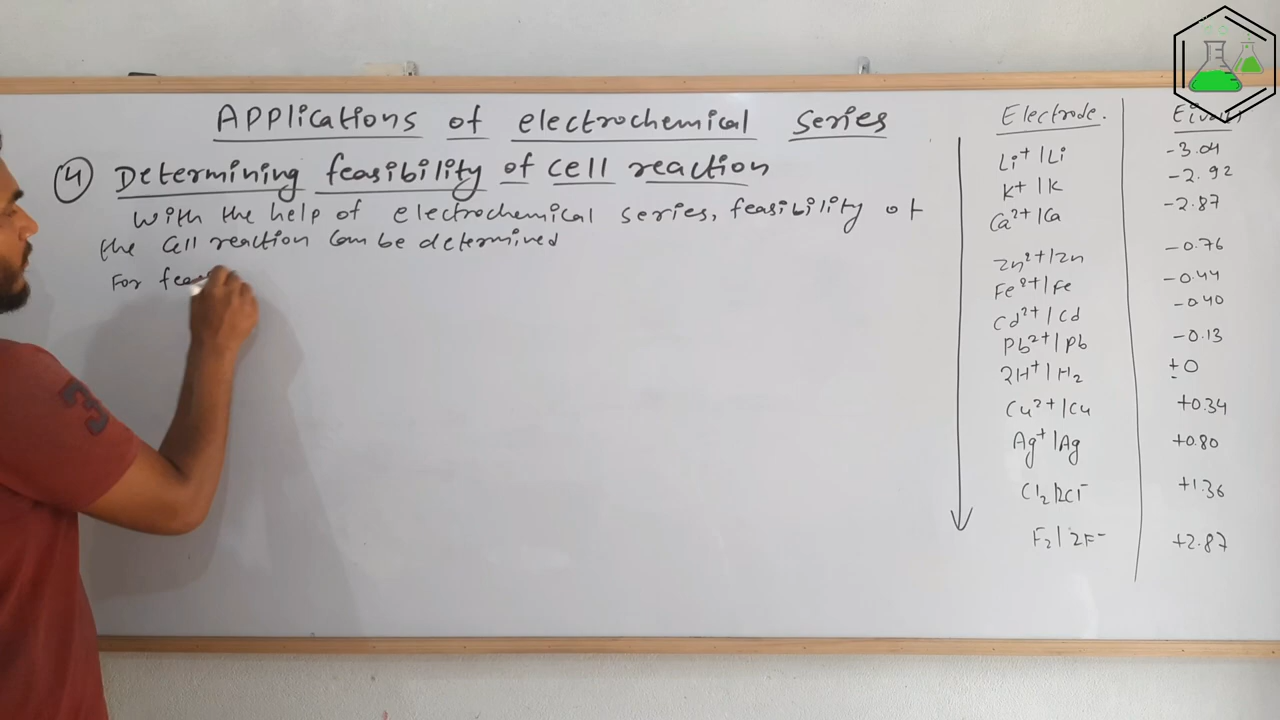 Applications of electrochemical series
④ Determining feasibility of cell reaction
With the help of electrochemical series, feasibility of
the cell reaction can be determined
For
Electrode.
Li⁺|Li -3.04
K⁺|K -2.92
Ca²⁺|Ca -2.87
Zn²⁺|Zn -0.76
Fe²⁺|Fe -0.44
Cd²⁺|Cd -0.40
Pb²⁺|Pb -0.13
2H⁺|H₂ ±0
Cu²⁺|Cu +0.34
Ag⁺|Ag +0.80
Cl₂|2Cl⁻ +1.36
F₂|2F⁻ +2.87
3